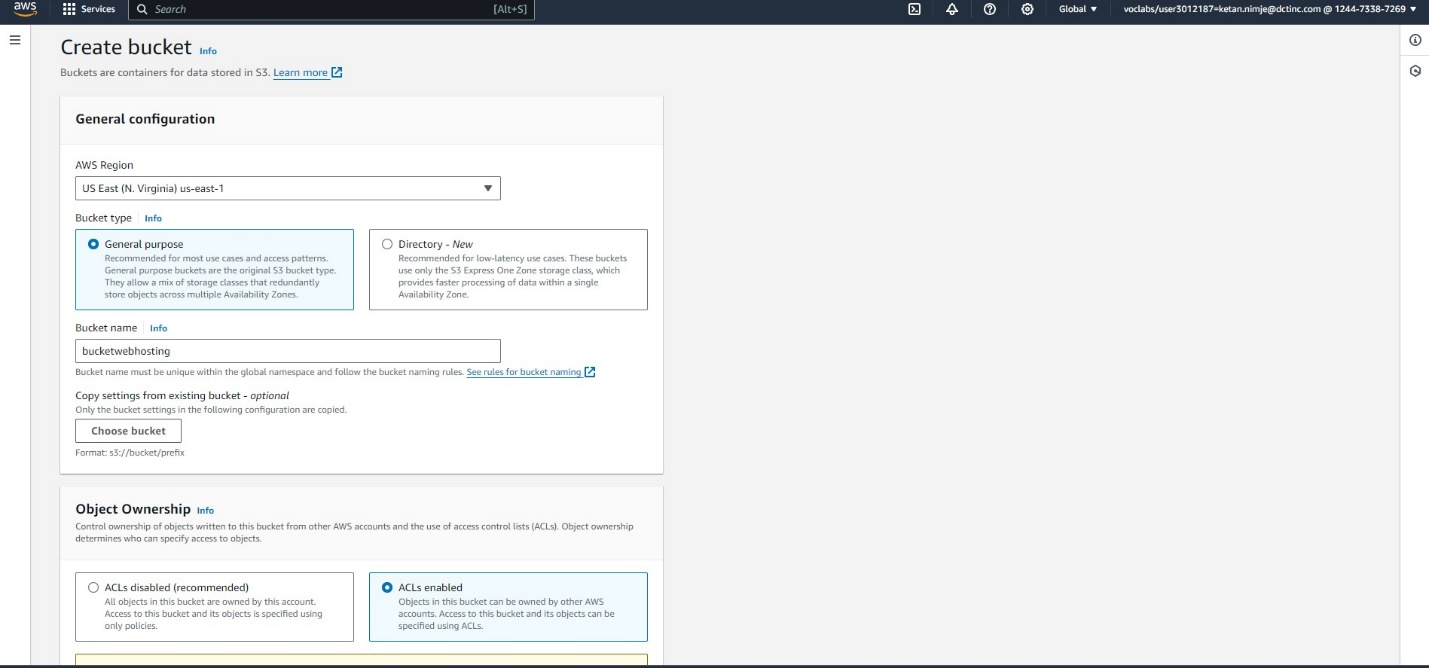 aws
Services
Search
[Alt+S]
Global
voclabs/user3012187=ketan.nimje@dctinc.com @ 1244-7338-7269
Create bucket Info
Buckets are containers for data stored in S3. Learn more
General configuration
AWS Region
US East (N. Virginia) us-east-1
Bucket type Info
General purpose
Recommended for most use cases and access patterns.
General purpose buckets are the original S3 bucket type.
They allow a mix of storage classes that redundantly
store objects across multiple Availability Zones.
Directory - New
Recommended for low-latency use cases. These buckets
use only the S3 Express One Zone storage class, which
provides faster processing of data within a single
Availability Zone.
Bucket name Info
bucketwebhosting
Bucket name must be unique within the global namespace and follow the bucket naming rules. See rules for bucket naming
Copy settings from existing bucket - optional
Only the bucket settings in the following configuration are copied.
Choose bucket
Format: s3://bucket/prefix
Object Ownership Info
Control ownership of objects written to this bucket from other AWS accounts and the use of access control lists (ACLs). Object ownership
determines who can specify access to objects.
ACLs disabled (recommended)
All objects in this bucket are owned by this account.
Access to this bucket and its objects is specified using
only policies.
ACLs enabled
Objects in this bucket can be owned by other AWS
accounts. Access to this bucket and its objects can be
specified using ACLs.